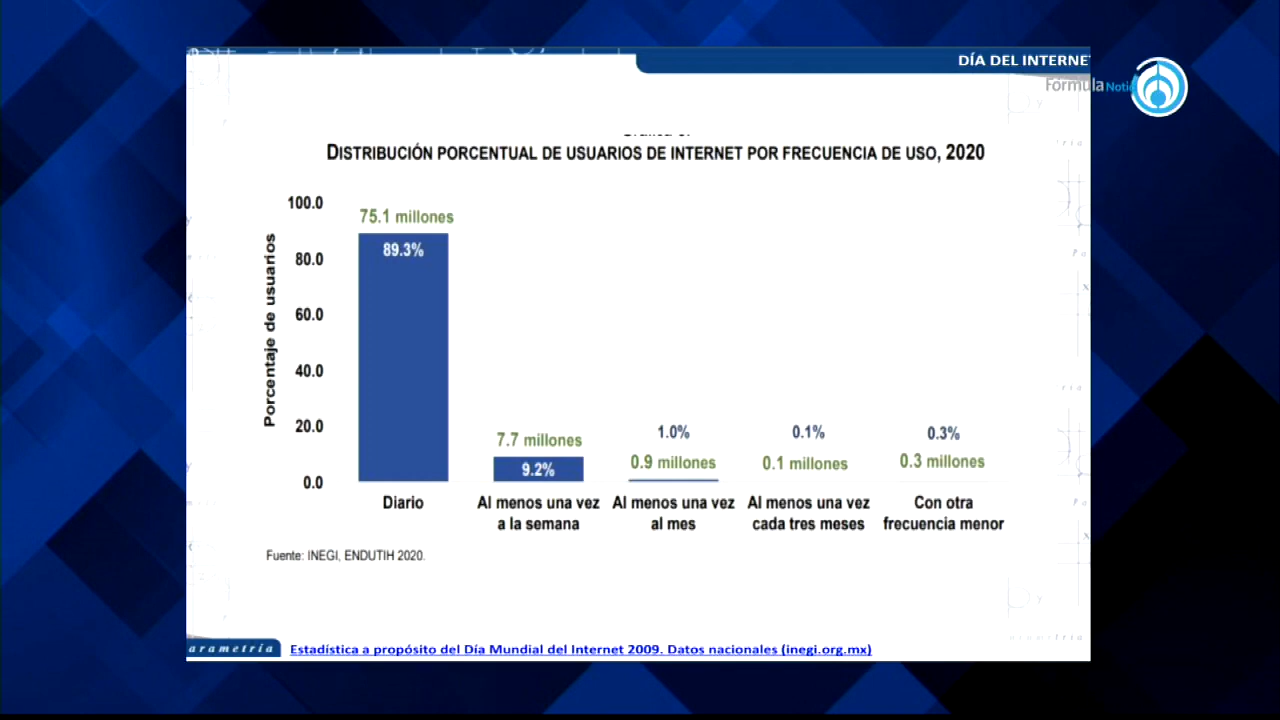 DÍA DEL INTERNE
Fórmula Noti
DISTRIBUCIÓN PORCENTUAL DE USUARIOS DE INTERNET POR FRECUENCIA DE USO, 2020
Porcentaje de usuarios
100.0
80.0
60.0
40.0
20.0
0.0
75.1 millones
89.3%
7.7 millones
9.2%
1.0%
0.9 millones
0.1%
0.1 millones
0.3%
0.3 millones
Diario
Al menos una vez
a la semana
Al menos una vez
al mes
Al menos una vez
cada tres meses
Con otra
frecuencia menor
Fuente: INEGI, ENDUTIH 2020.
arametría
Estadística a propósito del Día Mundial del Internet 2009. Datos nacionales (inegi.org.mx)